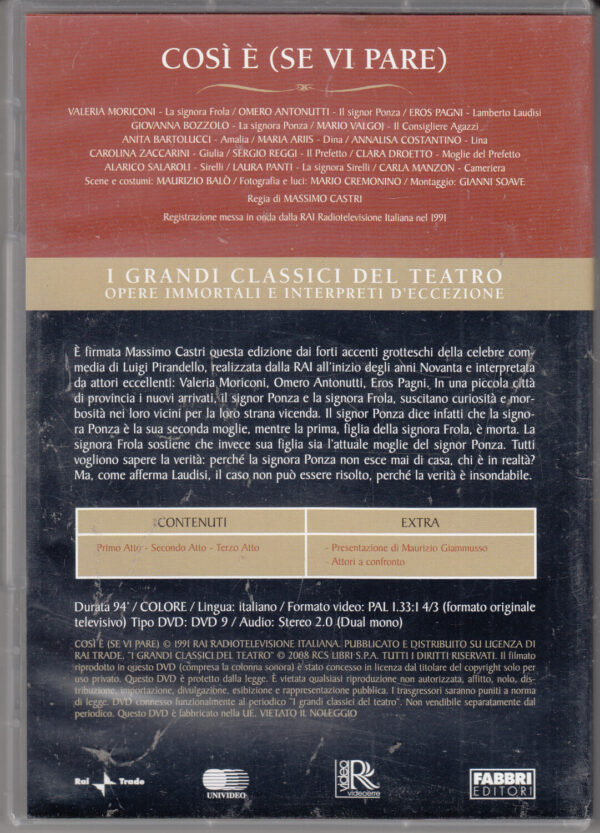 COSÌ È (SE VI PARE)
VALERIA MORICONI - La signora Frola / OMERO ANTONUTTI - Il signor Ponza / EROS PAGNI - Lamberto Laudisi
GIOVANNA BOZZOLO - La signora Ponza / MARIO VALGOI - Il Consigliere Agazzi
ANITA BARTOLUCCI - Amalia / MARIA ARIIS - Dina / ANNALISA COSTANTINO - Lina
CAROLINA ZACCARINI - Giulia / SERGIO REGGI - Il Prefetto / CLARA DROETTO - Moglie del Prefetto
ALARICO SALAROLI - Sirelli / LAURA PANTI - La signora Sirelli / CARLA MANZON - Cameriera
Scene e costumi: MAURIZIO BALÒ / Fotografia e luci: MARIO CREMONINO / Montaggio: GIANNI SOAVE
Regia di MASSIMO CASTRI
Registrazione messa in onda dalla RAI Radiotelevisione Italiana nel 1991
I GRANDI CLASSICI DEL TEATRO
OPERE IMMORTALI E INTERPRETI D'ECCEZIONE
È firmata Massimo Castri questa edizione dai forti accenti grotteschi della celebre com-
media di Luigi Pirandello, realizzata dalla RAI all'inizio degli anni Novanta e interpretata
da attori eccellenti: Valeria Moriconi, Omero Antonutti, Eros Pagni. In una piccola città
di provincia i nuovi arrivati, il signor Ponza e la signora Frola, suscitano curiosità e mor-
bosità nei loro vicini per la loro strana vicenda. Il signor Ponza dice infatti che la signo-
ra Ponza è la sua seconda moglie, mentre la prima, figlia della signora Frola, è morta. La
signora Frola sostiene che invece sua figlia sia l'attuale moglie del signor Ponza. Tutti
vogliono sapere la verità: perché la signora Ponza non esce mai di casa, chi è in realtà?
Ma, come afferma Laudisi, il caso non può essere risolto, perché la verità è insondabile.
CONTENUTI
Primo Atto - Secondo Atto - Terzo Atto
EXTRA
- Presentazione di Maurizio Giammusso
- Attori a confronto
Durata 94' / COLORE / Lingua: italiano / Formato video: PAL 1.33:1 4/3 (formato originale
televisivo) Tipo DVD: DVD 9 / Audio: Stereo 2.0 (Dual mono)
COSÌ È (SE VI PARE) © 1991 RAI RADIOTELEVISIONE ITALIANA. PUBBLICATO E DISTRIBUITO SU LICENZA DI
RAI TRADE. "I GRANDI CLASSICI DEL TEATRO" © 2008 RCS LIBRI S.P.A. TUTTI I DIRITTI RISERVATI. Il filmato
riprodotto in questo DVD (compresa la colonna sonora) è stato concesso in licenza dal titolare del copyright solo per
uso privato. Questo DVD è protetto dalla legge. È vietata qualsiasi riproduzione non autorizzata, affitto, nolo, dis-
tribuzione, importazione, divulgazione, esibizione e rappresentazione pubblica. I trasgressori saranno puniti a norma
di legge. DVD connesso funzionalmente al periodico "I grandi classici del teatro". Non vendibile separatamente dal
periodico. Questo DVD è fabbricato nella UE. VIETATO IL NOLEGGIO
Rai Trade
UNIVIDEO
video
R
videoerre
FABBRI
EDITORI